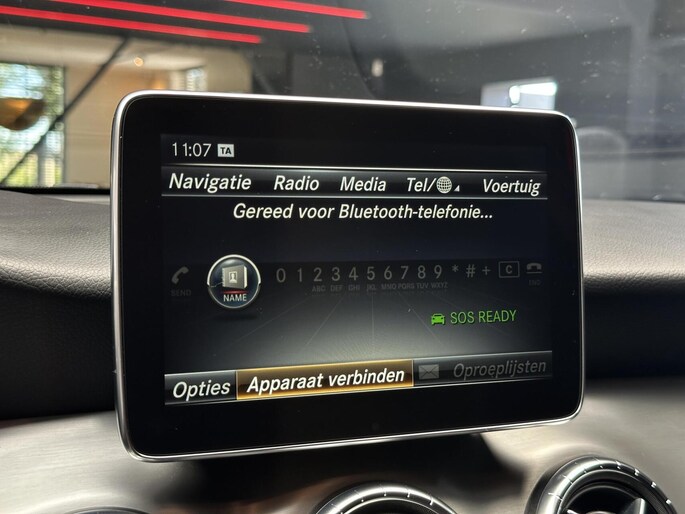 11:07 TA
Navigatie Radio Media Tel/ Voertuig
Gereed voor Bluetooth-telefonie...
SEND NAME 0 1 2 3 4 5 6 7 8 9 * # + C END
ABC DEF GHI JKL MNO PQRS TUV WXYZ
SOS READY
Opties Apparaat verbinden Oproeplijsten